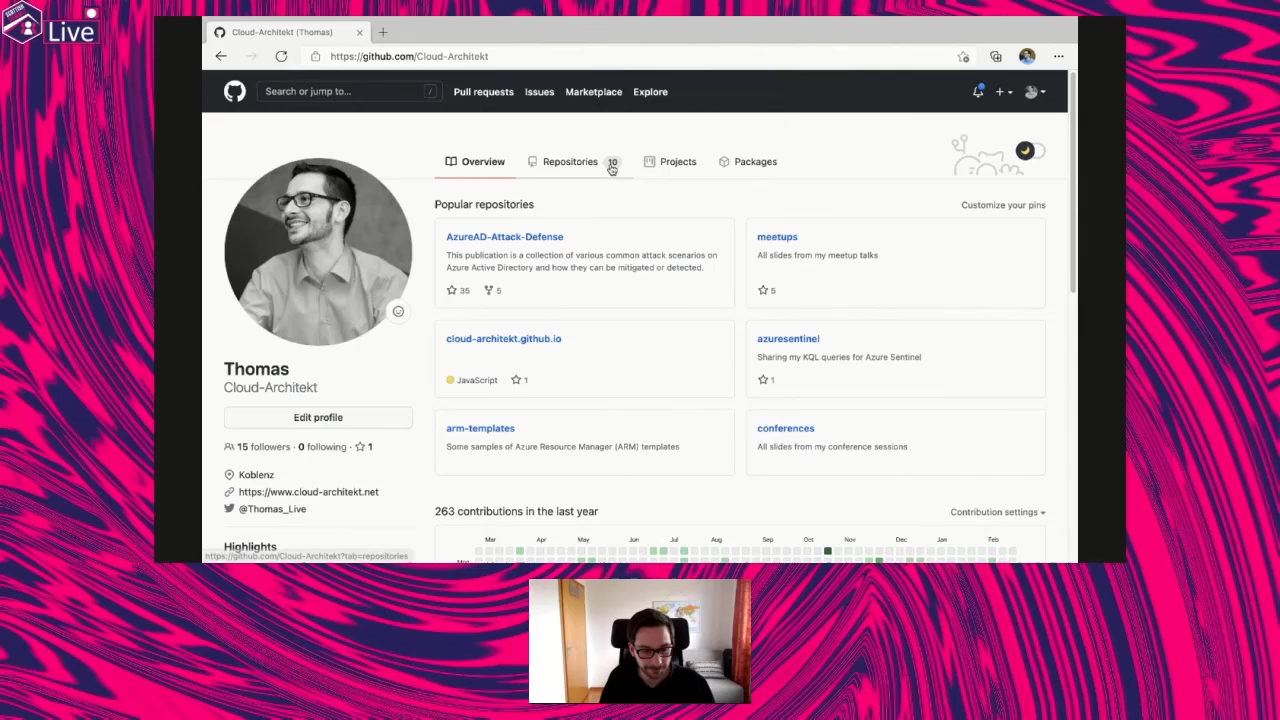 Live
Cloud-Architekt (Thomas)
https://github.com/Cloud-Architekt
Search or jump to...
/
Pull requests
Issues
Marketplace
Explore
Overview
Repositories 10
Projects
Packages
Popular repositories
Customize your pins
AzureAD-Attack-Defense
This publication is a collection of various common attack scenarios on
Azure Active Directory and how they can be mitigated or detected.
35
5
meetups
All slides from my meetup talks
5
cloud-architekt.github.io
JavaScript
1
azuresentinel
Sharing my KQL queries for Azure Sentinel
1
arm-templates
Some samples of Azure Resource Manager (ARM) templates
conferences
All slides from my conference sessions
Thomas
Cloud-Architekt
Edit profile
15 followers · 0 following · 1
Koblenz
https://www.cloud-architekt.net
@Thomas_Live
Highlights
https://github.com/Cloud-Architekt?tab=repositories
263 contributions in the last year
Contribution settings
Mar Apr May Jun Jul Aug Sep Oct Nov Dec Jan Feb
Mon